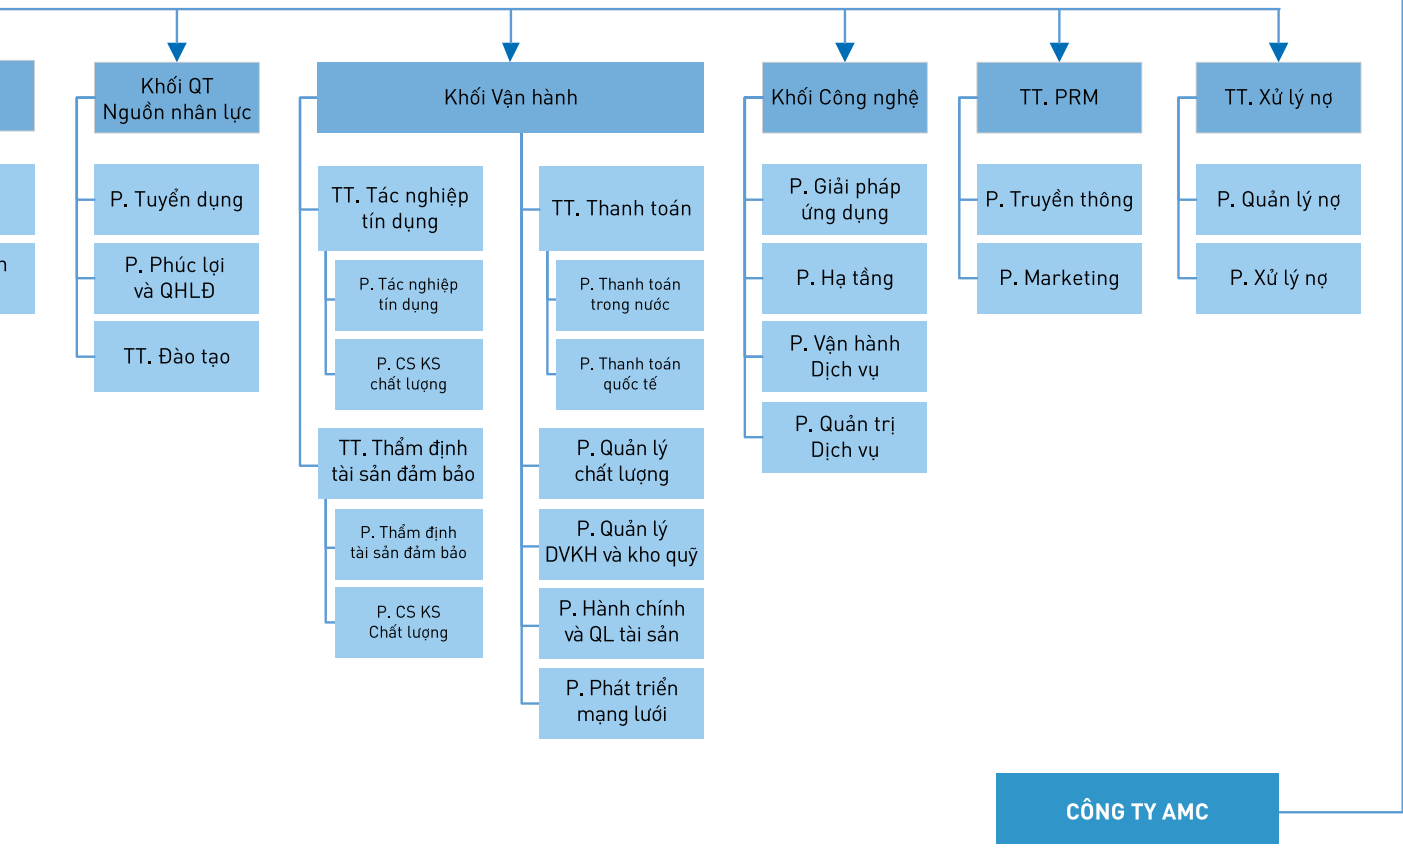 Khối QT
Nguồn nhân lực
P. Tuyển dụng
P. Phúc lợi
và QHLĐ
TT. Đào tạo
Khối Vận hành
TT. Tác nghiệp
tín dụng
P. Tác nghiệp
tín dụng
P. CS KS
chất lượng
TT. Thẩm định
tài sản đảm bảo
P. Thẩm định
tài sản đảm bảo
P. CS KS
Chất lượng
TT. Thanh toán
P. Thanh toán
trong nước
P. Thanh toán
quốc tế
P. Quản lý
chất lượng
P. Quản lý
DVKH và kho quỹ
P. Hành chính
và QL tài sản
P. Phát triển
mạng lưới
Khối Công nghệ
P. Giải pháp
ứng dụng
P. Hạ tầng
P. Vận hành
Dịch vụ
P. Quản trị
Dịch vụ
TT. PRM
P. Truyền thông
P. Marketing
TT. Xử lý nợ
P. Quản lý nợ
P. Xử lý nợ
CÔNG TY AMC